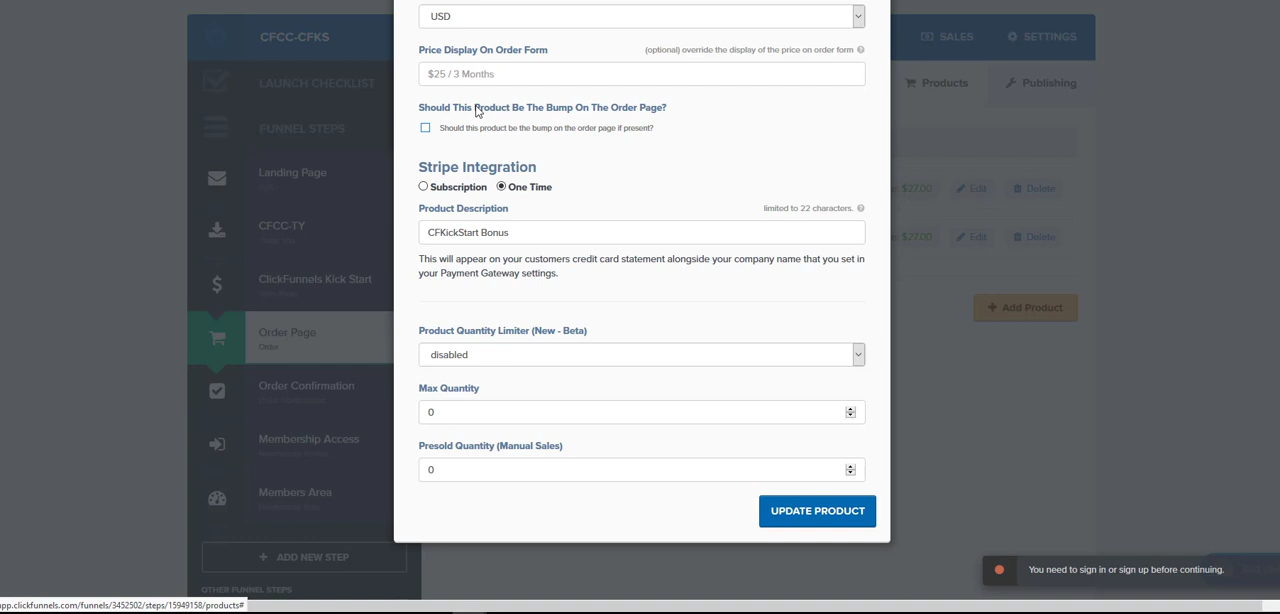 USD
CFCC-CFKS
SALES
SETTINGS
Price Display On Order Form
(optional) override the display of the price on order form
$25 / 3 Months
LAUNCH CHECKLIST
Products
Publishing
Should This Product Be The Bump On The Order Page?
Should this product be the bump on the order page if present?
FUNNEL STEPS
Stripe Integration
Landing Page
Subscription
One Time
$27.00
Edit
Delete
Product Description
limited to 22 characters.
CFCC-TY
CFKickStart Bonus
$27.00
Edit
Delete
This will appear on your customers credit card statement alongside your company name that you set in
your Payment Gateway settings.
ClickFunnels Kick Start
Add Product
Order Page
Order
Product Quantity Limiter (New - Beta)
disabled
Order Confirmation
Max Quantity
0
Membership Access
Presold Quantity (Manual Sales)
0
Members Area
UPDATE PRODUCT
ADD NEW STEP
You need to sign in or sign up before continuing.
OTHER FUNNEL STEPS
app.clickfunnels.com/funnels/3452502/steps/15949158/products#